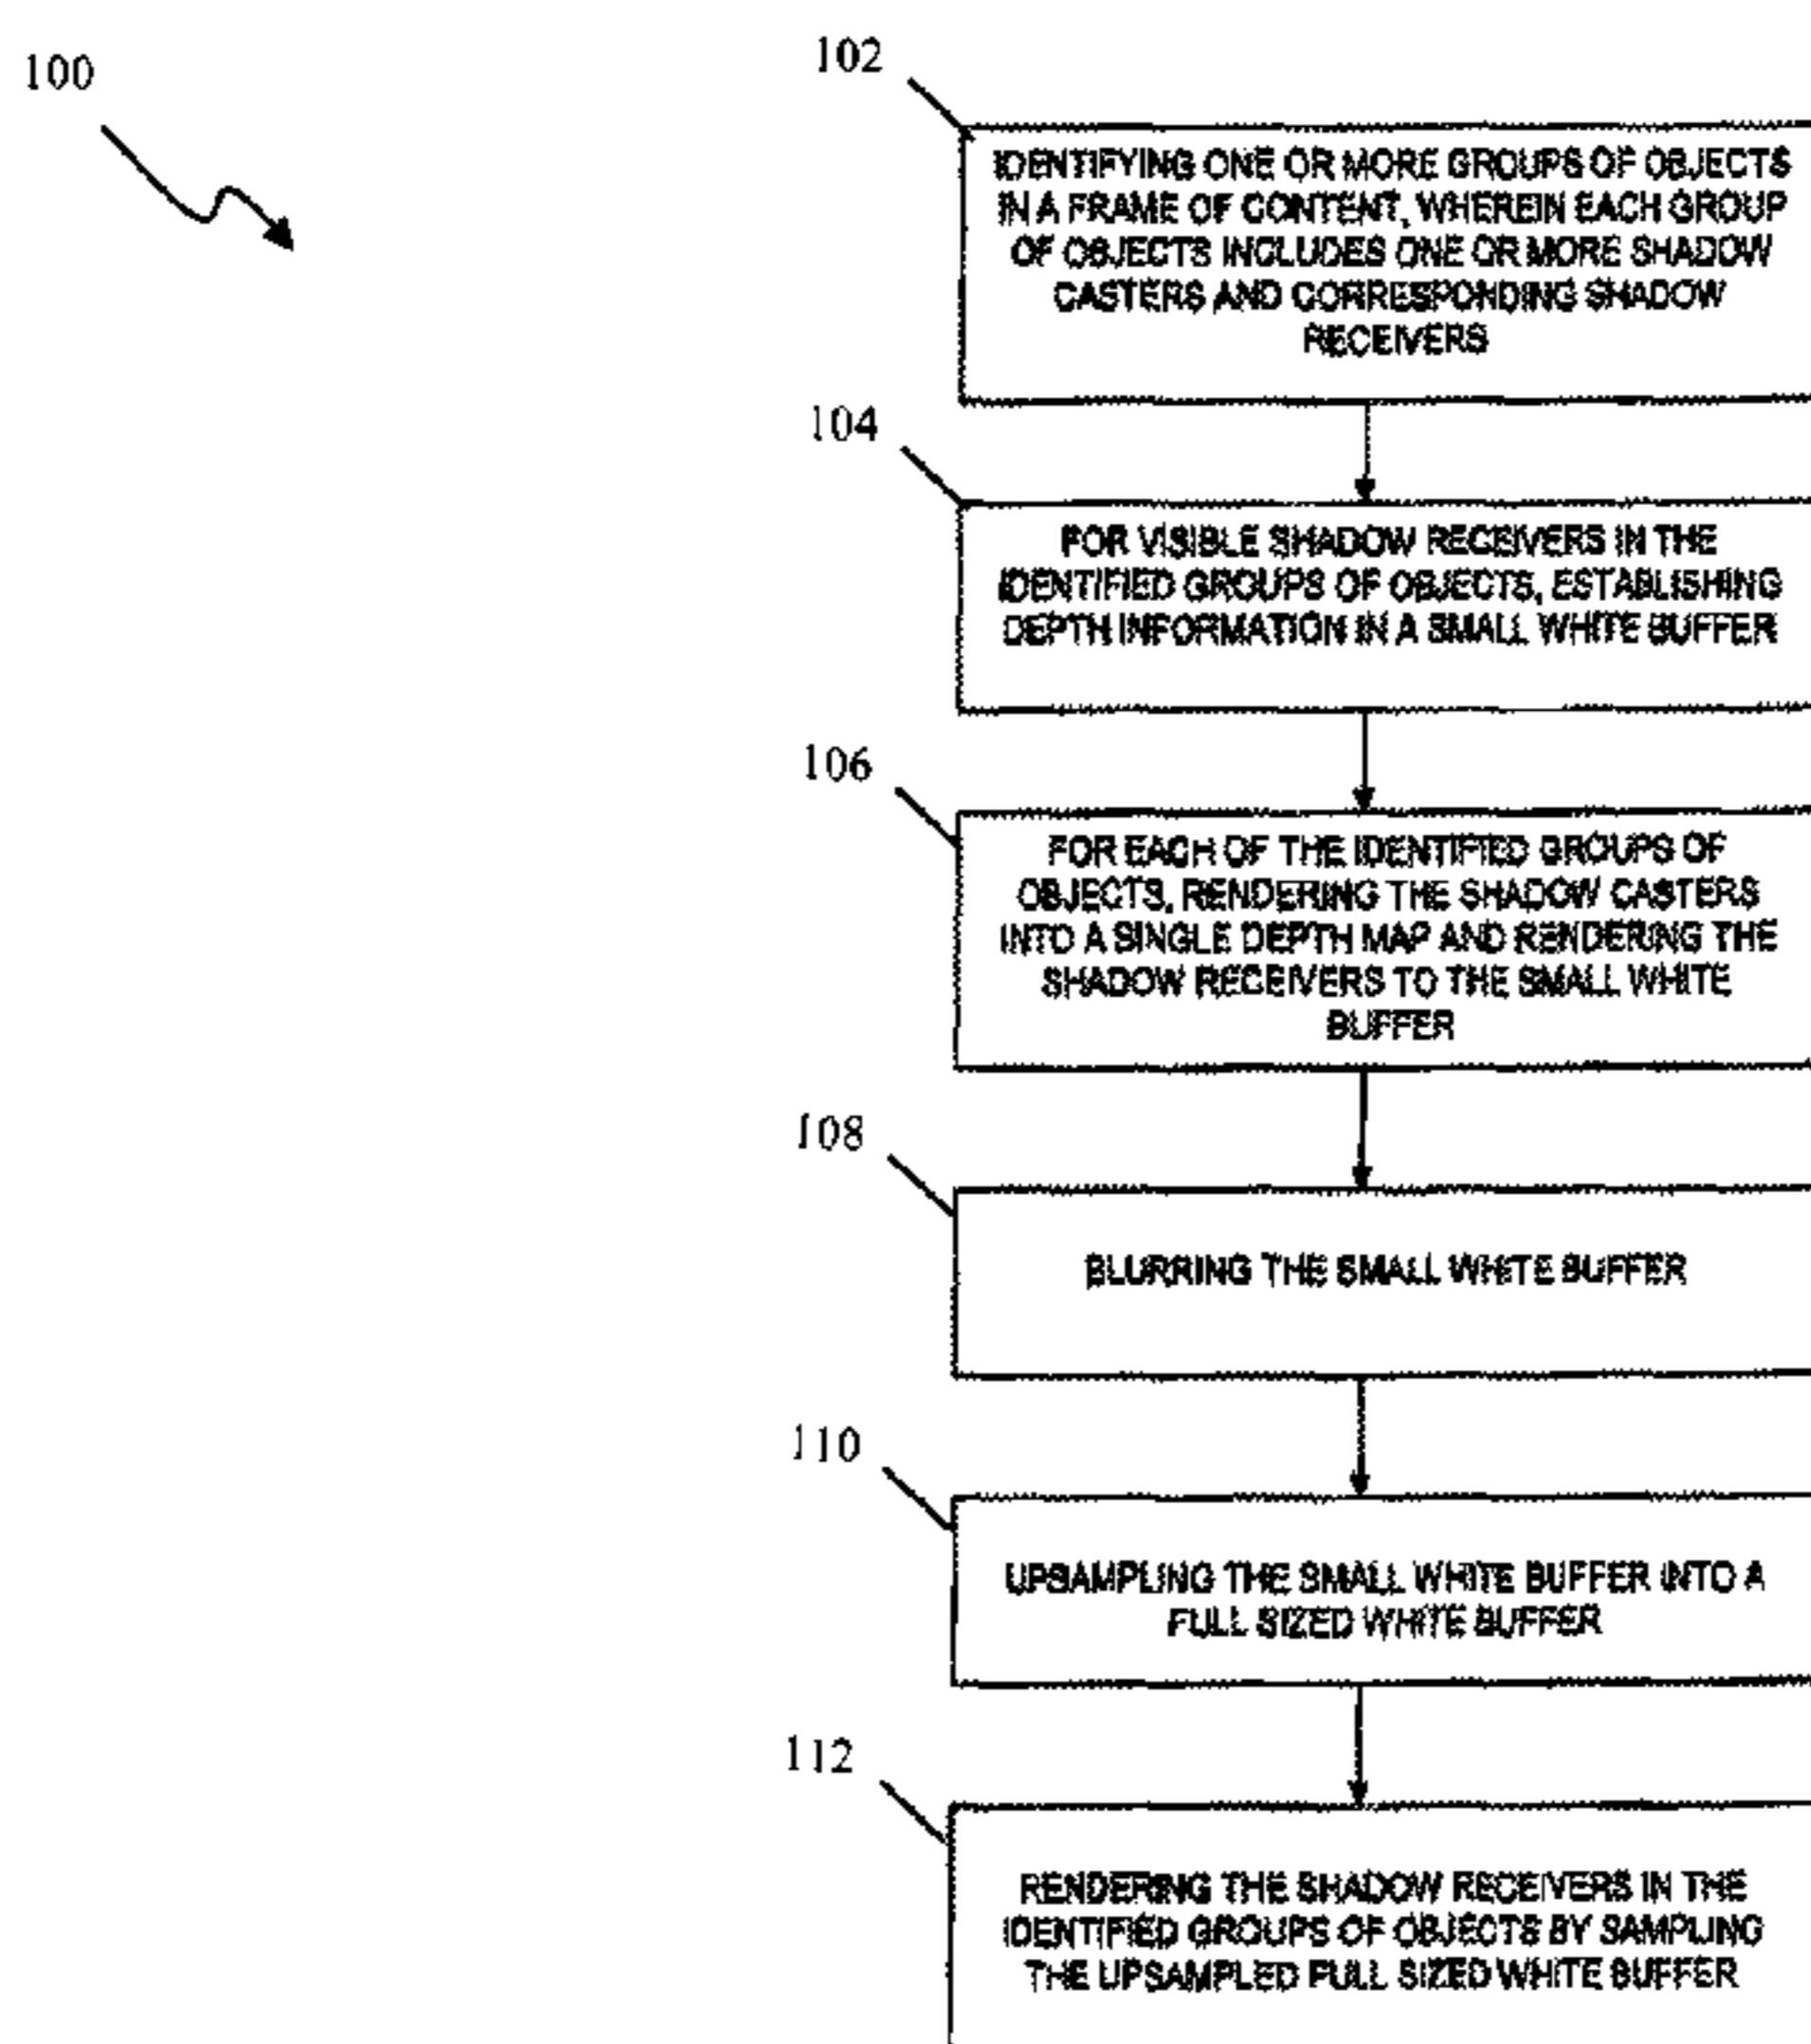 100
102
IDENTIFYING ONE OR MORE GROUPS OF OBJECTS
IN A FRAME OF CONTENT, WHEREIN EACH GROUP
OF OBJECTS INCLUDES ONE OR MORE SHADOW
CASTERS AND CORRESPONDING SHADOW
RECEIVERS
104
FOR VISIBLE SHADOW RECEIVERS IN THE
IDENTIFIED GROUPS OF OBJECTS, ESTABLISHING
DEPTH INFORMATION IN A SMALL WHITE BUFFER
106
FOR EACH OF THE IDENTIFIED GROUPS OF
OBJECTS, RENDERING THE SHADOW CASTERS
INTO A SINGLE DEPTH MAP AND RENDERING THE
SHADOW RECEIVERS TO THE SMALL WHITE
BUFFER
108
BLURRING THE SMALL WHITE BUFFER
110
UPSAMPLING THE SMALL WHITE BUFFER INTO A
FULL SIZED WHITE BUFFER
112
RENDERING THE SHADOW RECEIVERS IN THE
IDENTIFIED GROUPS OF OBJECTS BY SAMPLING
THE UPSAMPLED FULL SIZED WHITE BUFFER